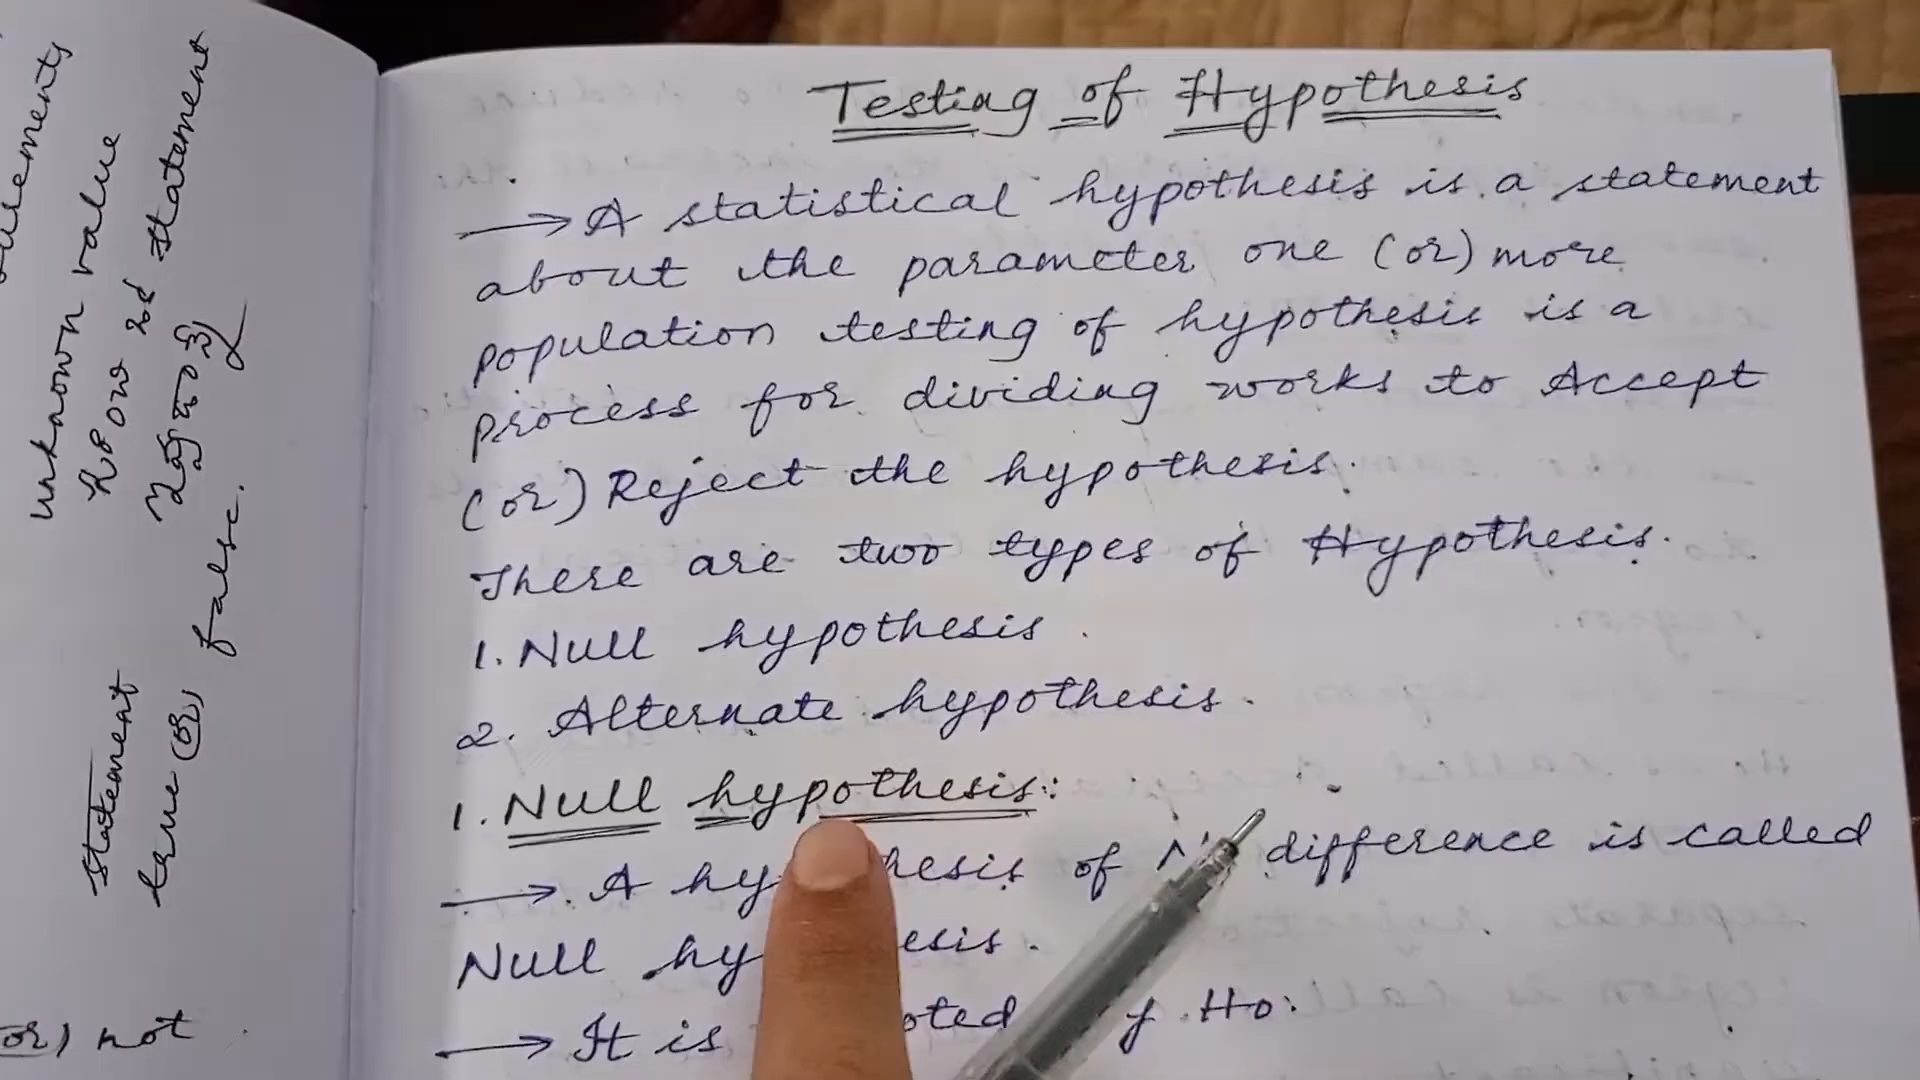 Testing of Hypothesis
→ A statistical hypothesis is a statement
about the parameter one (or) more
population testing of hypothesis is a
process for dividing works to Accept
(or) Reject the hypothesis.
There are two types of Hypothesis.
1. Null hypothesis.
2. Alternate hypothesis.
1. Null hypothesis:
→ A hy hesis of difference is called
Null hy esis.
→ It is oted y Ho:
unknown value
statement
statement
true (or) false.
(or) not